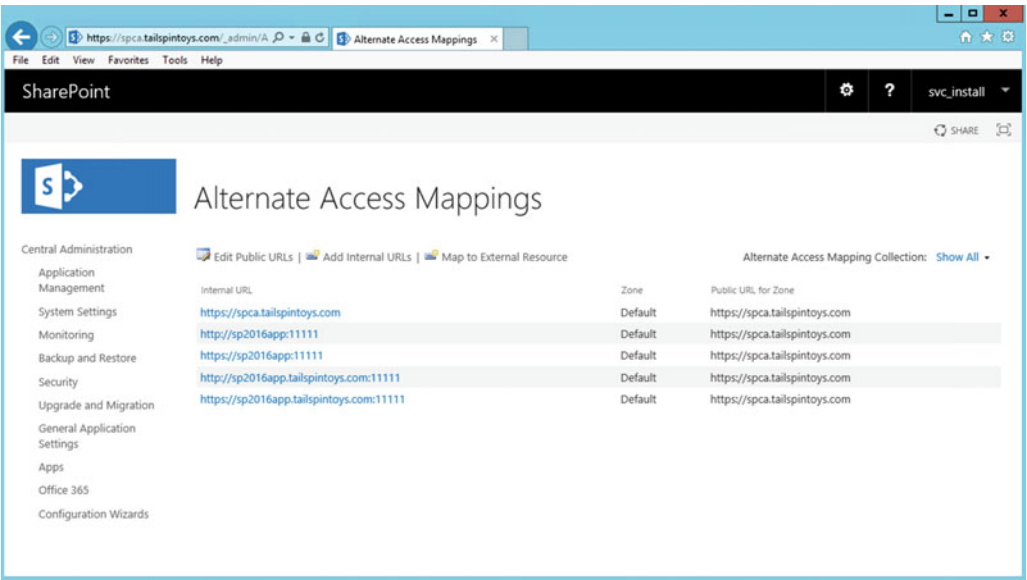 https://spca.tailspintoys.com/_admin/A
Alternate Access Mappings
File Edit View Favorites Tools Help
SharePoint
? svc_install
SHARE
S
Alternate Access Mappings
Central Administration
Application Management
System Settings
Monitoring
Backup and Restore
Security
Upgrade and Migration
General Application Settings
Apps
Office 365
Configuration Wizards
Edit Public URLs | Add Internal URLs | Map to External Resource
Alternate Access Mapping Collection: Show All
Internal URL Zone Public URL for Zone
https://spca.tailspintoys.com Default https://spca.tailspintoys.com
http://sp2016app:11111 Default https://spca.tailspintoys.com
https://sp2016app:11111 Default https://spca.tailspintoys.com
http://sp2016app.tailspintoys.com:11111 Default https://spca.tailspintoys.com
https://sp2016app.tailspintoys.com:11111 Default https://spca.tailspintoys.com